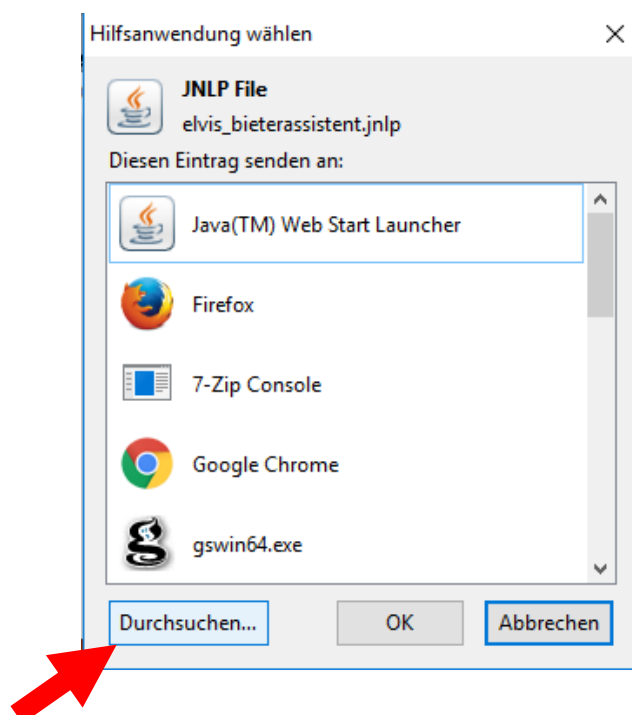 Hilfsanwendung wählen
JNLP File
elvis_bieterassistent.jnlp
Diesen Eintrag senden an:
Java(TM) Web Start Launcher
Firefox
7-Zip Console
Google Chrome
gswin64.exe
Durchsuchen... OK Abbrechen